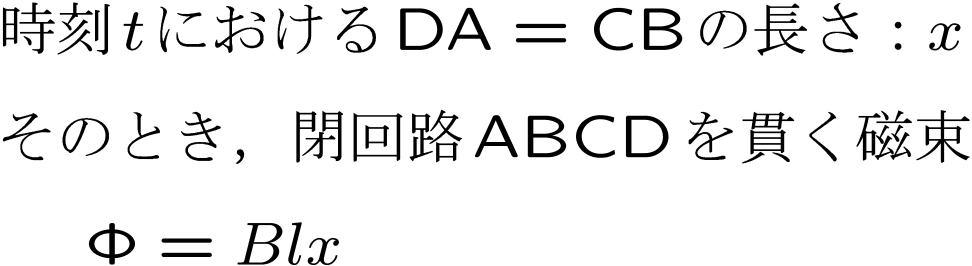 時刻tにおけるDA = CBの長さ：x
そのとき，閉回路ABCDを貫く磁束
Φ = Blx